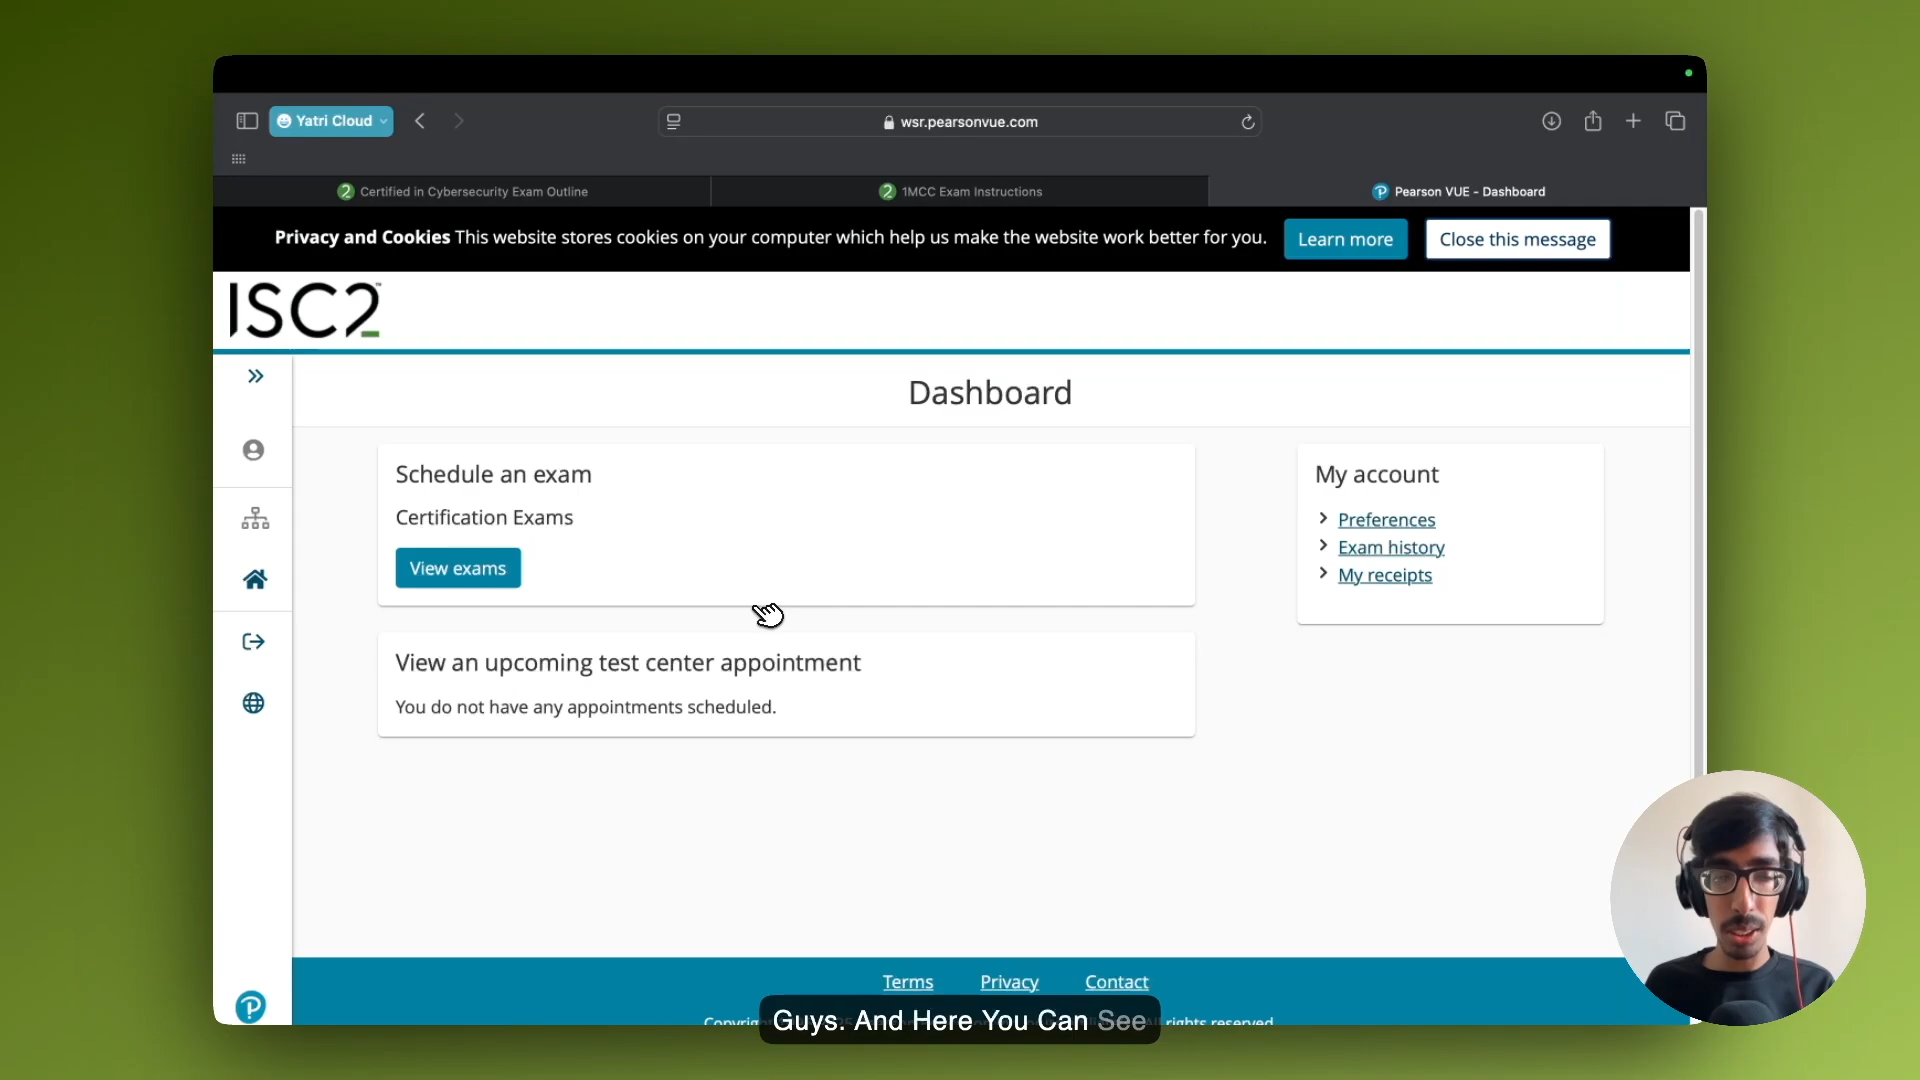 Yatri Cloud
wsr.pearsonvue.com
Certified in Cybersecurity Exam Outline
1MCC Exam Instructions
Pearson VUE - Dashboard
Privacy and Cookies This website stores cookies on your computer which help us make the website work better for you.
Learn more
Close this message
ISC2
Dashboard
Schedule an exam
Certification Exams
View exams
My account
Preferences
Exam history
My receipts
View an upcoming test center appointment
You do not have any appointments scheduled.
Terms Privacy Contact
rights reserved.
Guys. And Here You Can See